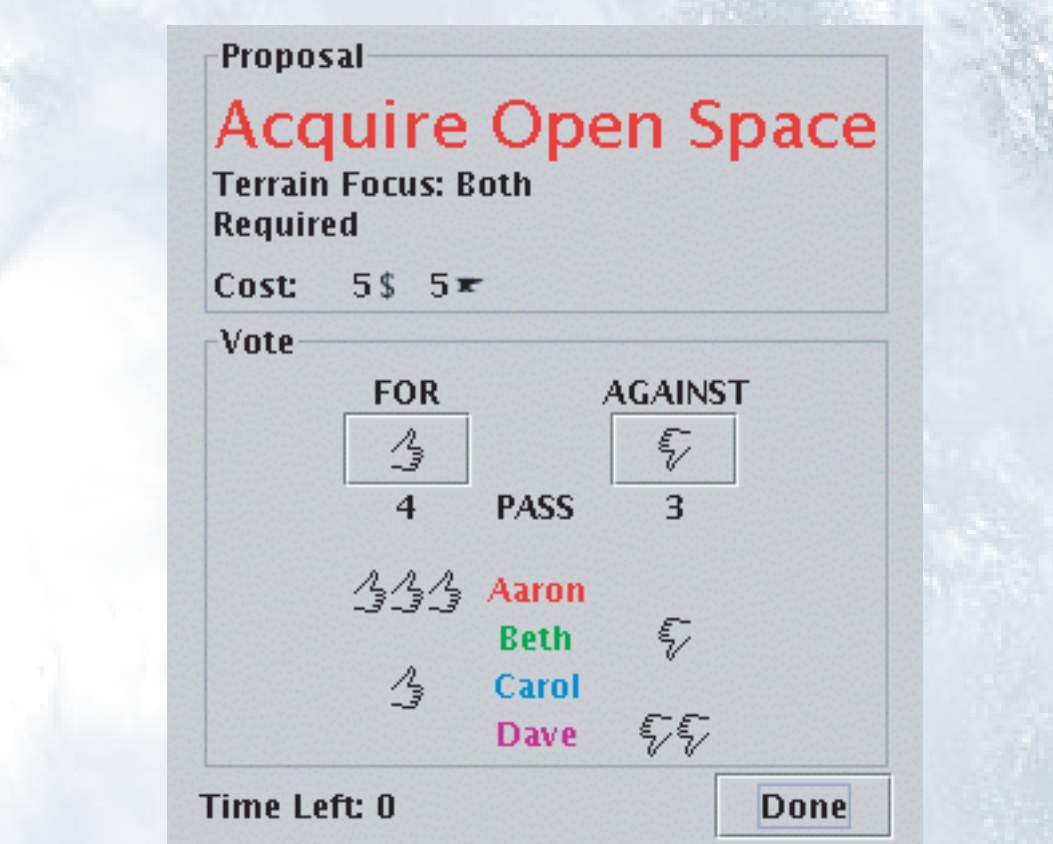 Proposal
Acquire Open Space
Terrain Focus: Both
Required
Cost: 5$ 5
Vote
FOR AGAINST
4 PASS 3
Aaron
Beth
Carol
Dave
Time Left: 0 Done